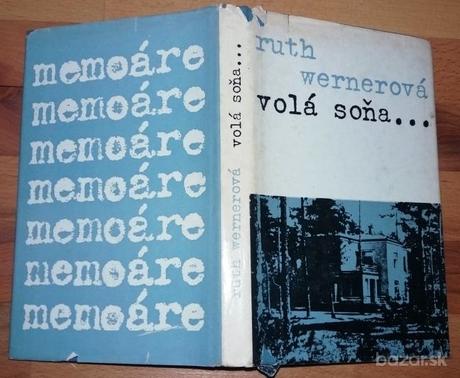 memoáre
memoáre
memoáre
memoáre
memoáre
memoáre
memoáre
ruth wernerová volá soňa...
ruth
wernerová
volá soňa...
bazar.sk